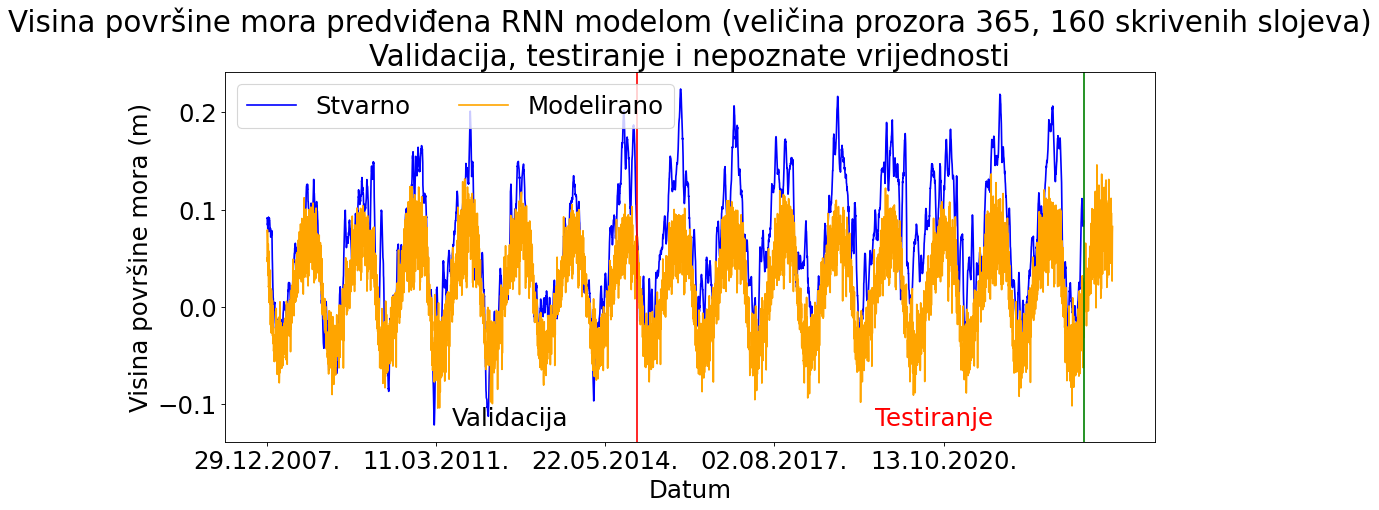 Visina površine mora predviđena RNN modelom (veličina prozora 365, 160 skrivenih slojeva)
Validacija, testiranje i nepoznate vrijednosti
Stvarno Modelirano
Visina površine mora (m)
0.2
0.1
0.0
−0.1
Validacija Testiranje
29.12.2007. 11.03.2011. 22.05.2014. 02.08.2017. 13.10.2020.
Datum